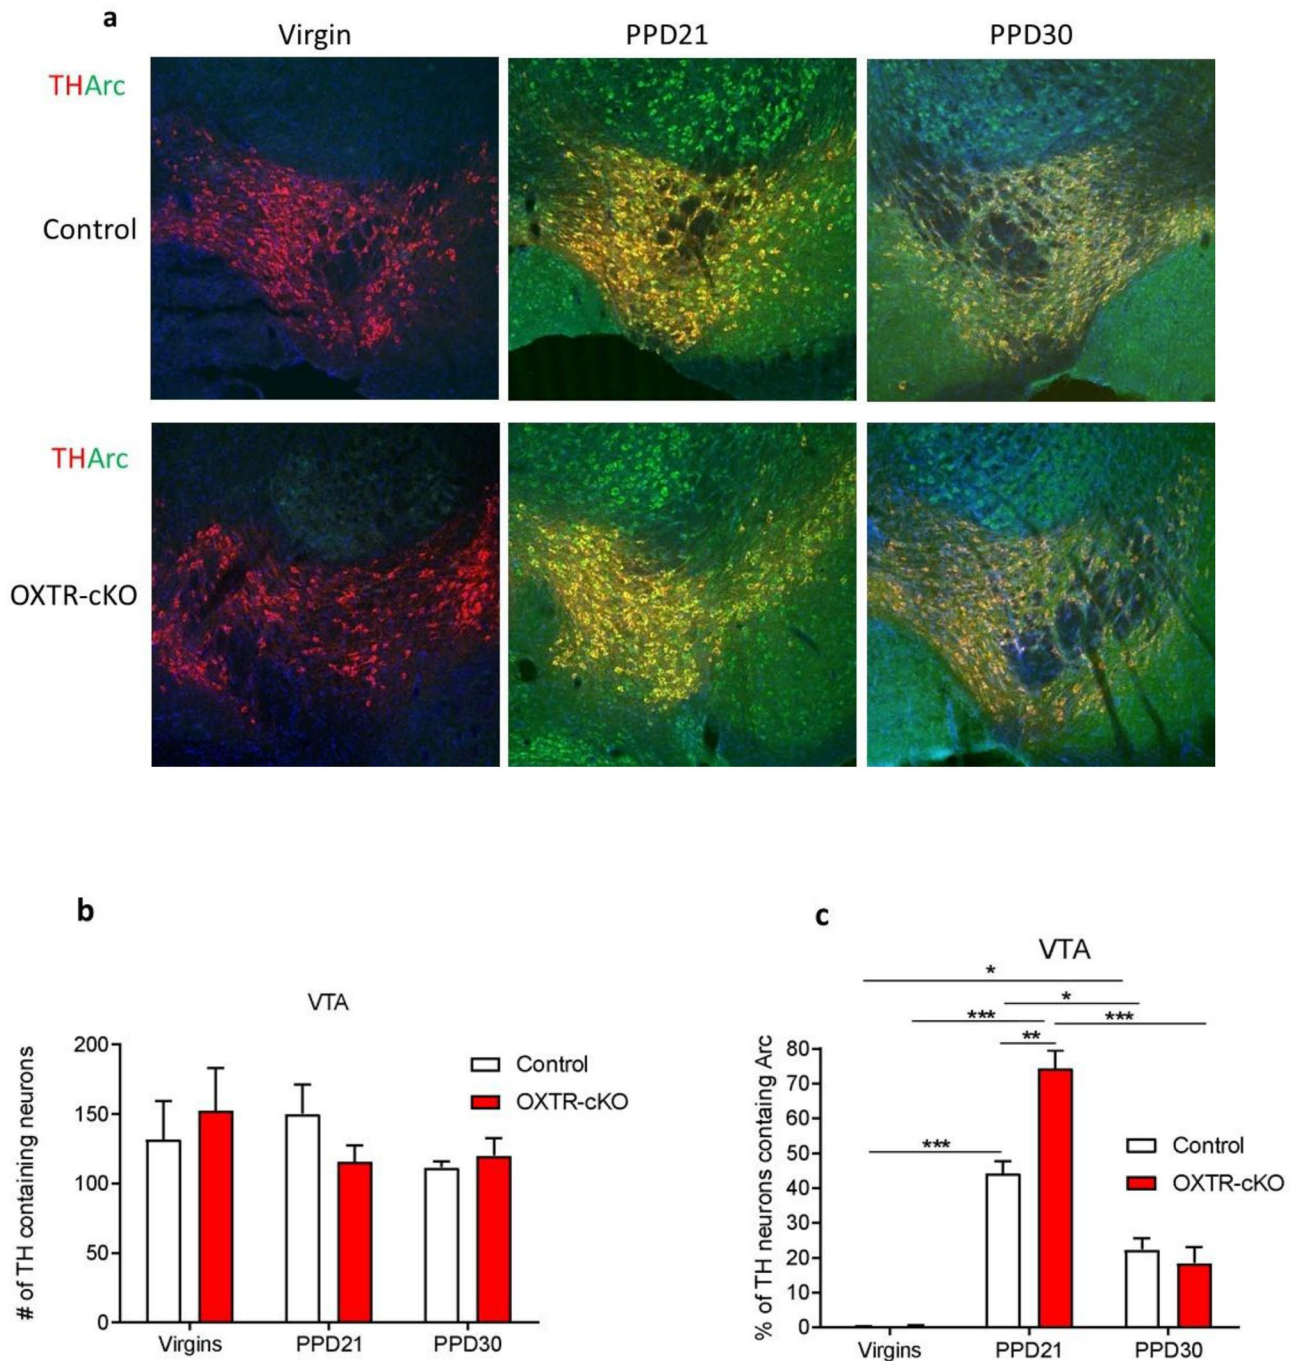 a
Virgin PPD21 PPD30
THArc
Control
THArc
OXTR-cKO
b
VTA
# of TH containing neurons
200
150
100
50
0
Control
OXTR-cKO
Virgins PPD21 PPD30
c
VTA
*
*
*** ***
**
***
% of TH neurons containg Arc
80
70
60
50
40
30
20
10
0
Control
OXTR-cKO
Virgins PPD21 PPD30